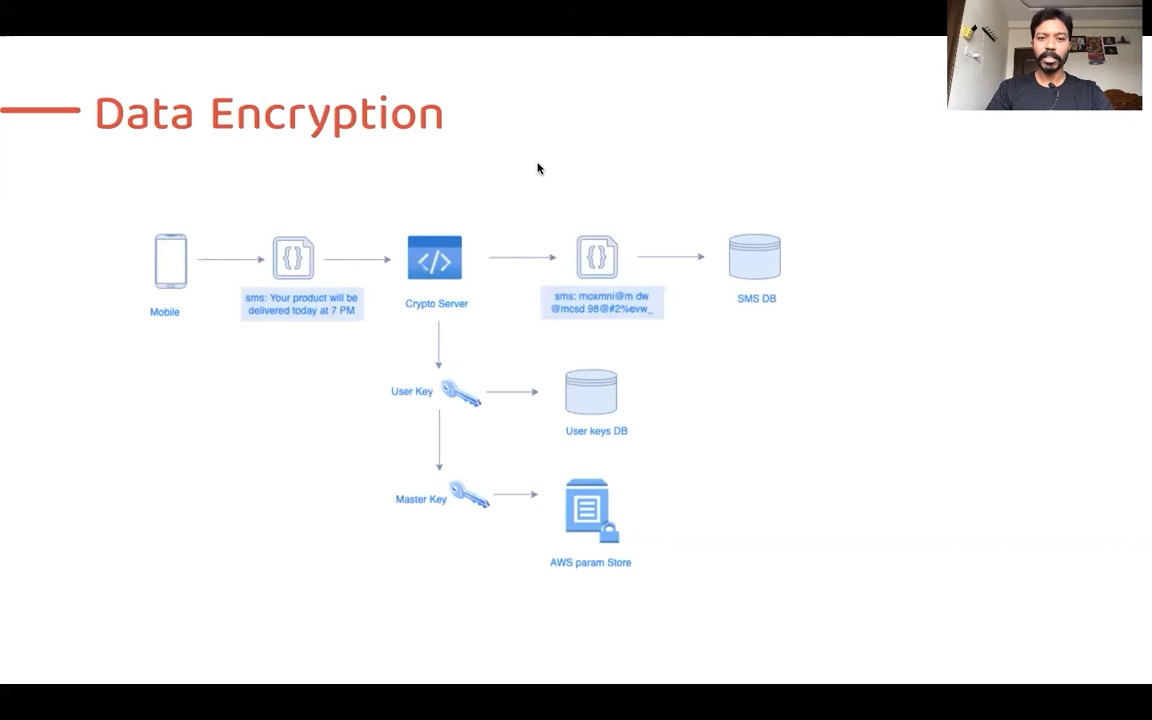 Data Encryption
sms: Your product will be
delivered today at 7 PM
sms: moxmni@m dw
@mcsd 98@#2%evw_
Mobile
Crypto Server
SMS DB
User Key
User keys DB
Master Key
AWS param Store